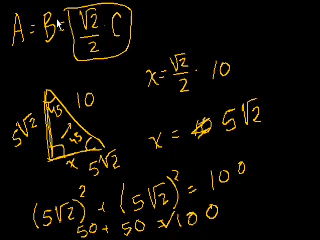 A = B = √2/2 C
x = √2/2 · 10
10
45
5√2
45
x
5√2
x = 5√2
(5√2)² + (5√2)² = 100
50 + 50 = 100